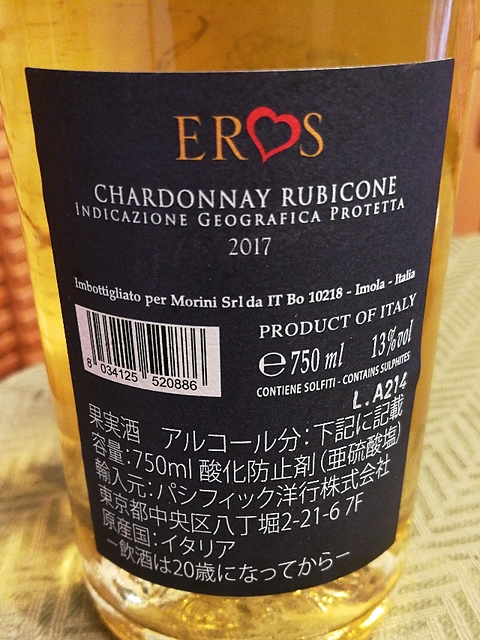 EROS
CHARDONNAY RUBICONE
INDICAZIONE GEOGRAFICA PROTETTA
2017
Imbottigliato per Morini Srl da IT Bo 10218 - Imola - Italia
PRODUCT OF ITALY
℮ 750 ml 13%vol
CONTIENE SOLFITI - CONTAINS SULPHITES
8 034125 520886
L.A214
果実酒 アルコール分:下記に記載
容量:750ml 酸化防止剤(亜硫酸塩)
輸入元:パシフィック洋行株式会社
東京都中央区八丁堀2-21-6 7F
原産国:イタリア
ー飲酒は20歳になってからー